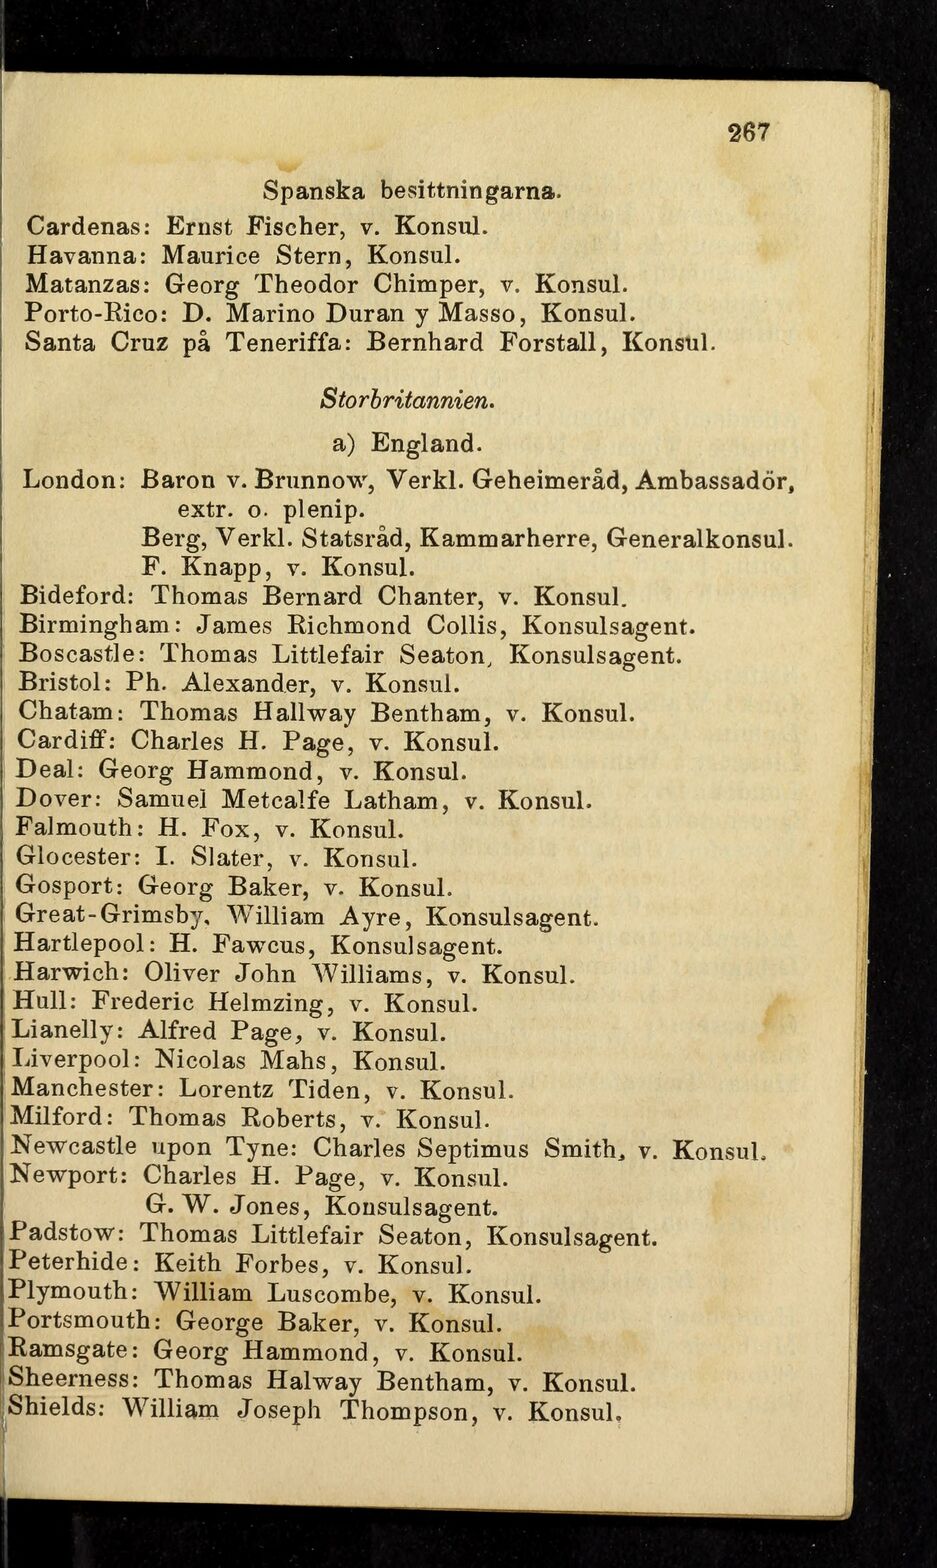 267
Spanska besittningarna.
Cardenas: Ernst Fischer, v. Konsul.
Havanna: Maurice Stern, Konsul.
Matanzas: Georg Theodor Chimper, v. Konsul.
Porto-Rico: D. Marino Duran y Masso, Konsul.
Santa Cruz på Teneriffa: Bernhard Forstall, Konsul.
Storbritannien.
a) England.
London: Baron v. Brunnow, Verkl. Geheimeråd, Ambassadör,
extr. o. plenip.
Berg, Verkl. Statsråd, Kammarherre, Generalkonsul.
F. Knapp, v. Konsul.
Bideford: Thomas Bernard Chanter, v. Konsul.
Birmingham: James Richmond Collis, Konsulsagent.
Boscastle: Thomas Littlefair Seaton, Konsulsagent.
Bristol: Ph. Alexander, v. Konsul.
Chatam: Thomas Hallway Bentham, v. Konsul.
Cardiff: Charles H. Page, v. Konsul.
Deal: Georg Hammond, v. Konsul.
Dover: Samuel Metcalfe Latham, v. Konsul.
Falmouth: H. Fox, v. Konsul.
Glocester: I. Slater, v. Konsul.
Gosport: Georg Baker, v. Konsul.
Great-Grimsby, William Ayre, Konsulsagent.
Hartlepool: H. Fawcus, Konsulsagent.
Harwich: Oliver John Williams, v. Konsul.
Hull: Frederic Helmzing, v. Konsul.
Lianelly: Alfred Page, v. Konsul.
Liverpool: Nicolas Mahs, Konsul.
Manchester: Lorentz Tiden, v. Konsul.
Milford: Thomas Roberts, v. Konsul.
Newcastle upon Tyne: Charles Septimus Smith, v. Konsul.
Newport: Charles H. Page, v. Konsul.
G. W. Jones, Konsulsagent.
Padstow: Thomas Littlefair Seaton, Konsulsagent.
Peterhide: Keith Forbes, v. Konsul.
Plymouth: William Luscombe, v. Konsul.
Portsmouth: George Baker, v. Konsul.
Ramsgate: Georg Hammond, v. Konsul.
Sheerness: Thomas Halway Bentham, v. Konsul.
Shields: William Joseph Thompson, v. Konsul.